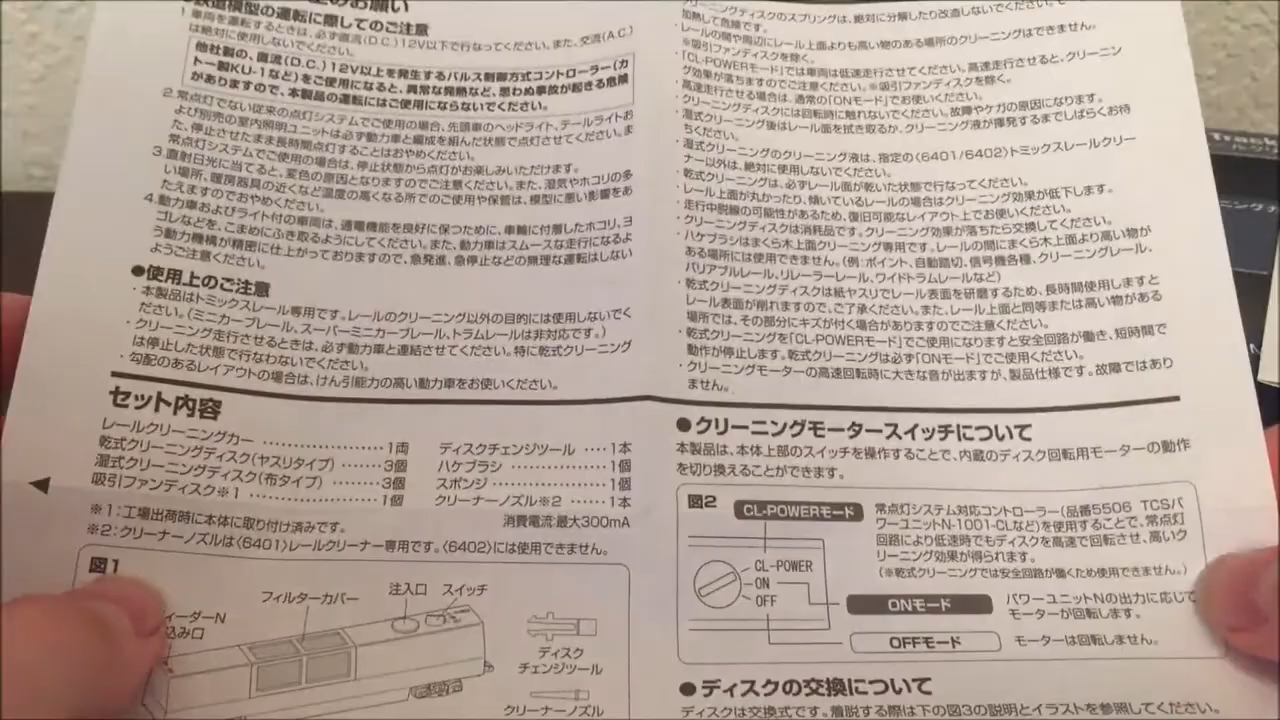 鉄道模型の運転に際してのご注意
1.車両を運転するときは、必ず直流(D.C.)12V以下で行なってください。また、交流(A.C.)
は絶対に使用しないでください。
他社製の、直流(D.C.)12V以上を発生するパルス制御方式コントローラー(カ
トー製KU-1など)をご使用になると、異常な発熱など、思わぬ事故が起きる危険
がありますので、本製品の運転にはご使用にならないでください。
2.常点灯でない従来の点灯システムでご使用の場合、先頭車のヘッドライト、テールライトお
よび別売の室内照明ユニットは必ず動力車と編成を組んだ状態で点灯させてください。ま
た、停止させたまま長時間点灯することはおやめください。
常点灯システムでご使用の場合は、停止状態から点灯がお楽しみいただけます。
3.直射日光に当てると、変色の原因となりますのでご注意ください。また、湿気やホコリの多
い場所、暖房器具の近くなど温度の高くなる所でのご使用や保管は、模型に悪い影響をあ
たえますのでおやめください。
4.動力車およびライト付の車両は、通電機能を良好に保つために、車輪に付着したホコリ、ヨ
ゴレなどを、こまめにふき取るようにしてください。また、動力車はスムースな走行になるよ
う動力機構が精密に仕上がっておりますので、急発進、急停止などの無理な運転はしない
ようご注意ください。
●使用上のご注意
・本製品はトミックスレール専用です。レールのクリーニング以外の目的には使用しないでく
ださい。(ミニカーブレール、スーパーミニカーブレール、トラムレールは非対応です。)
・クリーニング走行させるときは、必ず動力車と連結させてください。特に乾式クリーニング
は停止した状態で行なわないでください。
・勾配のあるレイアウトの場合は、けん引能力の高い動力車をお使いください。
クリーニングディスクのスプリングは、絶対に分解したり改造しないでください。
加熱して危険です。
・レールの間や周辺にレール上面よりも高い物のある場所のクリーニングはできません。
※吸引ファンディスクを除く。
・「CL-POWERモード」では車両は低速走行させてください。高速走行させると、クリーニン
グ効果が落ちますのでご注意ください。※吸引ファンディスクを除く。
・高速走行させる場合は、通常の「ONモード」でお使いください。
・クリーニングディスクには回転時に触れないでください。故障やケガの原因になります。
・湿式クリーニング後はレール面を拭き取るか、クリーニング液が揮発するまでしばらくお待
ちください。
・湿式クリーニングのクリーニング液は、指定の〈6401/6402〉トミックスレールクリー
ナー以外は、絶対に使用しないでください。
・乾式クリーニングは、必ずレール面が乾いた状態で行なってください。
・レール上面が丸かったり、傾いているレールの場合はクリーニング効果が低下します。
・走行中脱線の可能性があるため、復旧可能なレイアウト上でお使いください。
・クリーニングディスクは消耗品です。クリーニング効果が落ちたら交換してください。
・ハケブラシはまくら木上面クリーニング専用です。レールの間にまくら木上面より高い物が
ある場所には使用できません。(例:ポイント、自動踏切、信号機各種、クリーニングレール、
バリアブルレール、リレーラーレール、ワイドトラムレールなど)
・乾式クリーニングディスクは紙ヤスリでレール表面を研磨するため、長時間使用しますと
レール表面が削れますので、ご了承ください。また、レール上面と同等または高い物がある
場所では、その部分にキズが付く場合がありますのでご注意ください。
・乾式クリーニングを「CL-POWERモード」でご使用になりますと安全回路が働き、短時間で
動作が停止します。乾式クリーニングは必ず「ONモード」でご使用ください。
・クリーニングモーターの高速回転時に大きな音が出ますが、製品仕様です。故障ではあり
ません。
セット内容
レールクリーニングカー ……………1両
乾式クリーニングディスク(ヤスリタイプ) ……3個
湿式クリーニングディスク(布タイプ) ………3個
吸引ファンディスク※1 ……………1個
ディスクチェンジツール ……1本
ハケブラシ ……………1個
スポンジ ………………1個
クリーナーノズル※2 ………1本
消費電流:最大300mA
※1:工場出荷時に本体に取り付け済みです。
※2:クリーナーノズルは〈6401〉レールクリーナー専用です。〈6402〉には使用できません。
図1
ィーダーN
込み口
フィルターカバー
注入口
スイッチ
ディスク
チェンジツール
クリーナーノズル
●クリーニングモータースイッチについて
本製品は、本体上部のスイッチを操作することで、内蔵のディスク回転用モーターの動作
を切り換えることができます。
図2
CL-POWERモード
常点灯システム対応コントローラー(品番5506 TCSパ
ワーユニットN-1001-CLなど)を使用することで、常点灯
回路により低速時でもディスクを高速で回転させ、高いク
リーニング効果が得られます。
(※乾式クリーニングでは安全回路が働くため使用できません。)
CL-POWER
ON
OFF
ONモード
パワーユニットNの出力に応じて
モーターが回転します。
OFFモード
モーターは回転しません。
●ディスクの交換について
ディスクは交換式です。着脱する際は下の図3の説明とイラストを参照してください。